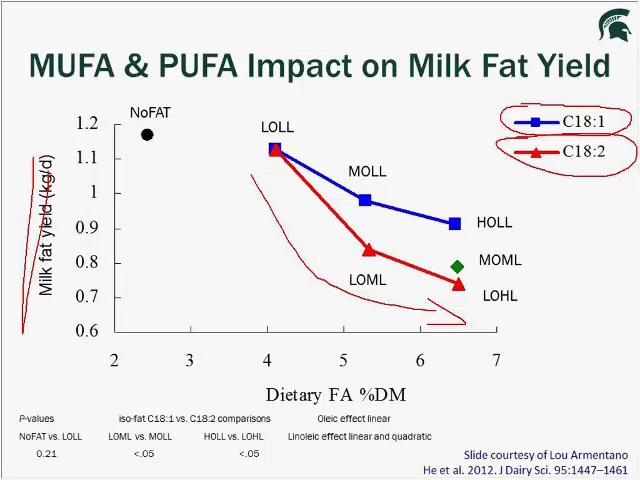 MUFA & PUFA Impact on Milk Fat Yield
NoFAT
LOLL
MOLL
HOLL
MOML
LOML
LOHL
C18:1
C18:2
1.2
1.1
1
0.9
0.8
0.7
0.6
Milk fat yield (kg/d)
2 3 4 5 6 7
Dietary FA %DM
P-values iso-fat C18:1 vs. C18:2 comparisons Oleic effect linear
NoFAT vs. LOLL LOML vs. MOLL HOLL vs. LOHL Linoleic effect linear and quadratic
0.21 <.05 <.05
Slide courtesy of Lou Armentano
He et al. 2012. J Dairy Sci. 95:1447–1461